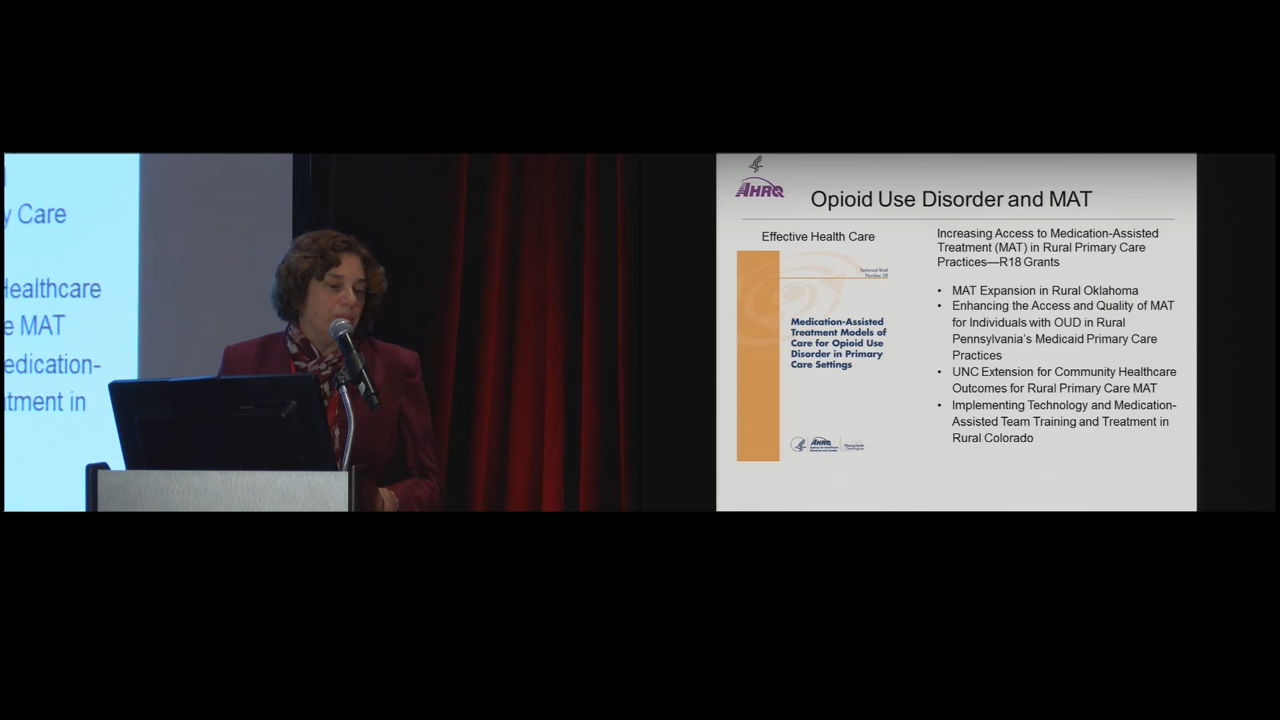 y Care
Healthcare
e MAT
edication-
atment in
AHRQ
Opioid Use Disorder and MAT
Effective Health Care
Technical Brief
Number 28
Medication-Assisted
Treatment Models of
Care for Opioid Use
Disorder in Primary
Care Settings
AHRQ
Increasing Access to Medication-Assisted
Treatment (MAT) in Rural Primary Care
Practices—R18 Grants
• MAT Expansion in Rural Oklahoma
• Enhancing the Access and Quality of MAT
for Individuals with OUD in Rural
Pennsylvania's Medicaid Primary Care
Practices
• UNC Extension for Community Healthcare
Outcomes for Rural Primary Care MAT
• Implementing Technology and Medication-
Assisted Team Training and Treatment in
Rural Colorado